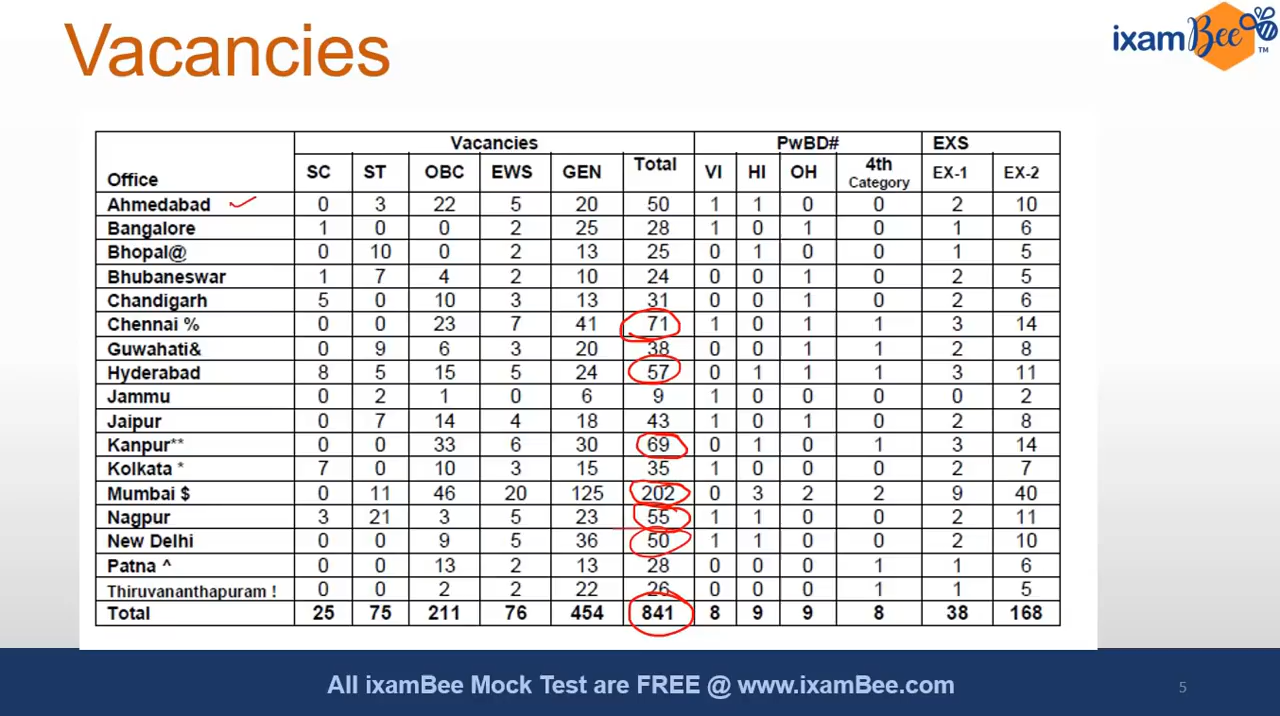 Vacancies
ixamBee™
Office Vacancies PwBD# EXS
SC ST OBC EWS GEN Total VI HI OH 4th Category EX-1 EX-2
Ahmedabad 0 3 22 5 20 50 1 1 0 0 2 10
Bangalore 1 0 0 2 25 28 1 0 1 0 1 6
Bhopal@ 0 10 0 2 13 25 0 1 0 0 1 5
Bhubaneswar 1 7 4 2 10 24 0 0 1 0 2 5
Chandigarh 5 0 10 3 13 31 0 0 1 0 2 6
Chennai % 0 0 23 7 41 71 1 0 1 1 3 14
Guwahati& 0 9 6 3 20 38 0 0 1 1 2 8
Hyderabad 8 5 15 5 24 57 0 1 1 1 3 11
Jammu 0 2 1 0 6 9 1 0 0 0 0 2
Jaipur 0 7 14 4 18 43 1 0 1 0 2 8
Kanpur** 0 0 33 6 30 69 0 1 0 1 3 14
Kolkata * 7 0 10 3 15 35 1 0 0 0 2 7
Mumbai $ 0 11 46 20 125 202 0 3 2 2 9 40
Nagpur 3 21 3 5 23 55 1 1 0 0 2 11
New Delhi 0 0 9 5 36 50 1 1 0 0 2 10
Patna ^ 0 0 13 2 13 28 0 0 0 1 1 6
Thiruvananthapuram ! 0 0 2 2 22 26 0 0 0 1 1 5
Total 25 75 211 76 454 841 8 9 9 8 38 168
All ixamBee Mock Test are FREE @ www.ixamBee.com
5